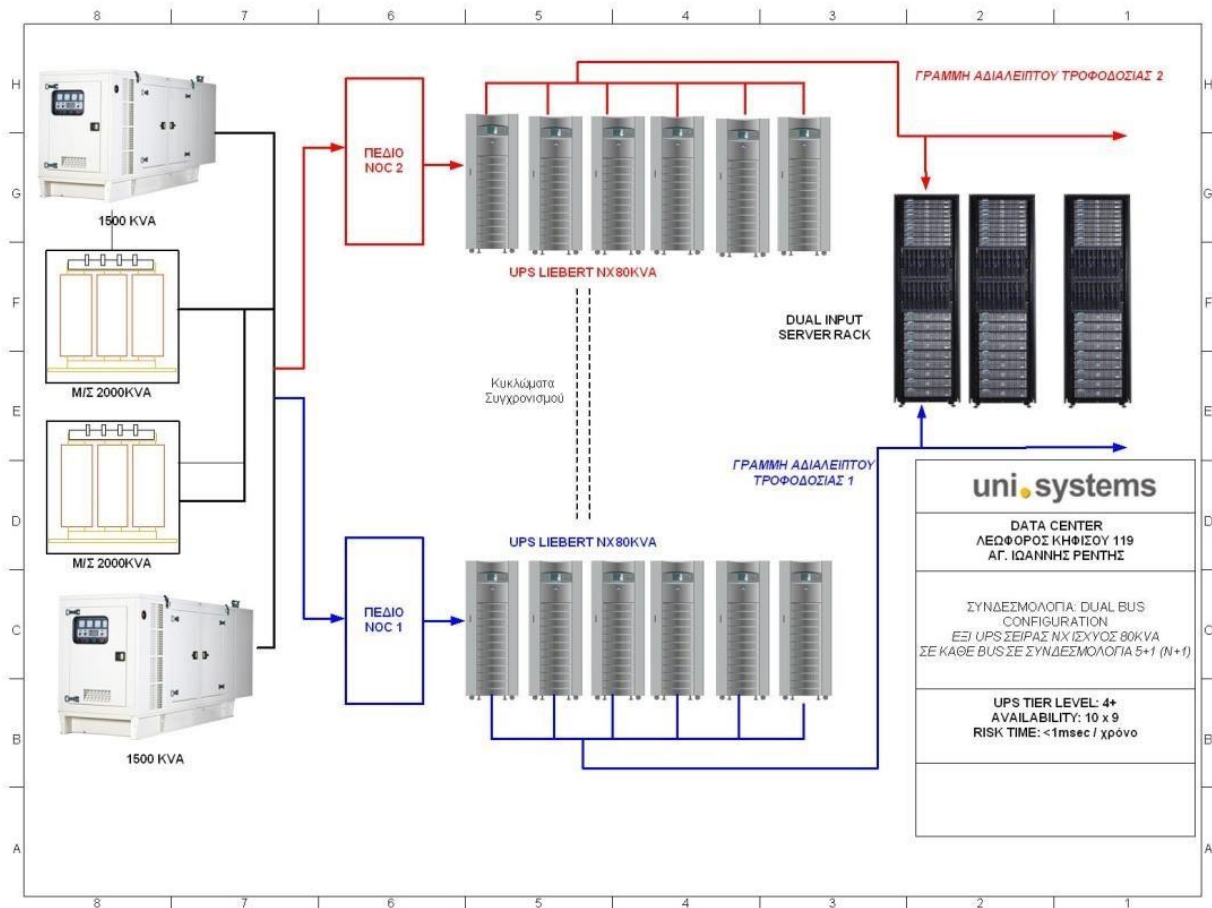 8 7 6 5 4 3 2 1
H H
ΓΡΑΜΜΗ ΑΔΙΑΛΕΙΠΤΟΥ ΤΡΟΦΟΔΟΣΙΑΣ 2
ΠΕΔΙΟ
NOC 2
G G
1500 KVA
UPS LIEBERT NX80KVA
F F
DUAL INPUT
SERVER RACK
Μ/Σ 2000KVA
Κυκλώματα
Συγχρονισμού
E E
ΓΡΑΜΜΗ ΑΔΙΑΛΕΙΠΤΟΥ
ΤΡΟΦΟΔΟΣΙΑΣ 1
uni.systems
D D
DATA CENTER
ΛΕΩΦΟΡΟΣ ΚΗΦΙΣΟΥ 119
ΑΓ. ΙΩΑΝΝΗΣ ΡΕΝΤΗΣ
UPS LIEBERT NX80KVA
Μ/Σ 2000KVA
ΠΕΔΙΟ
NOC 1
C C
ΣΥΝΔΕΣΜΟΛΟΓΙΑ: DUAL BUS
CONFIGURATION
ΕΞΙ UPS ΣΕΙΡΑΣ NX ΙΣΧΥΟΣ 80KVA
ΣΕ ΚΑΘΕ BUS ΣΕ ΣΥΝΔΕΣΜΟΛΟΓΙΑ 5+1 (N+1)
UPS TIER LEVEL: 4+
AVAILABILITY: 10 x 9
RISK TIME: <1msec / χρόνο
B B
1500 KVA
A A
8 7 6 5 4 3 2 1